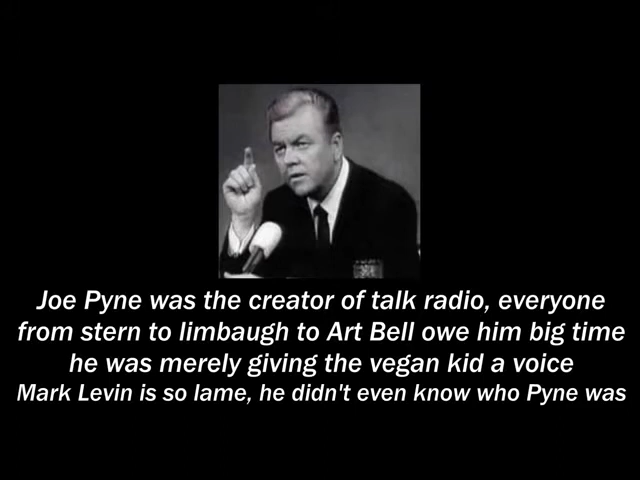 Joe Pyne was the creator of talk radio, everyone
from stern to limbaugh to Art Bell owe him big time
he was merely giving the vegan kid a voice
Mark Levin is so lame, he didn't even know who Pyne was